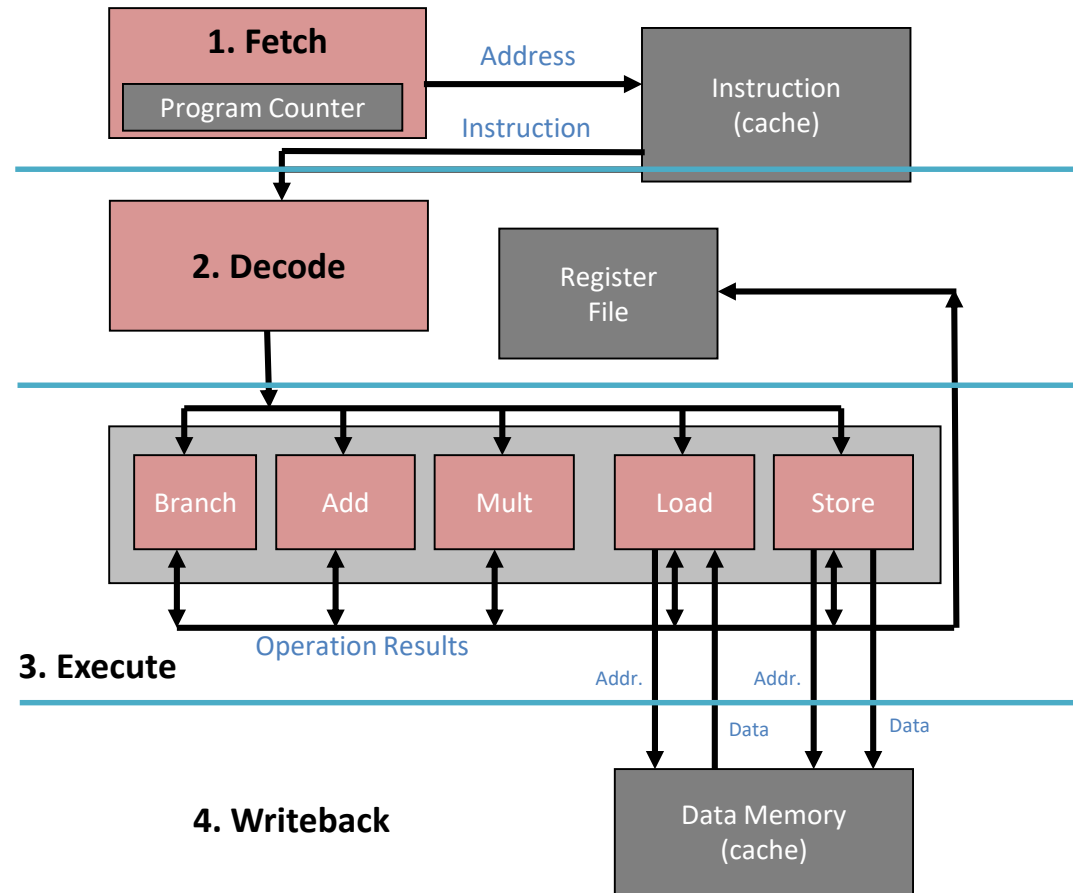 1. Fetch
Program Counter
Address
Instruction
Instruction
(cache)
2. Decode
Register
File
Branch
Add
Mult
Load
Store
Operation Results
3. Execute
Addr.
Addr.
Data
Data
4. Writeback
Data Memory
(cache)